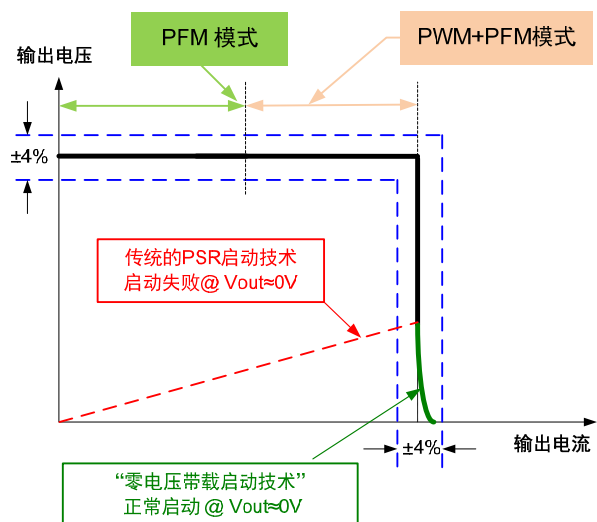 PFM 模式
PWM+PFM模式
输出电压
±4%
传统的PSR启动技术
启动失败@ Vout≈0V
±4%
输出电流
“零电压带载启动技术”
正常启动 @ Vout≈0V